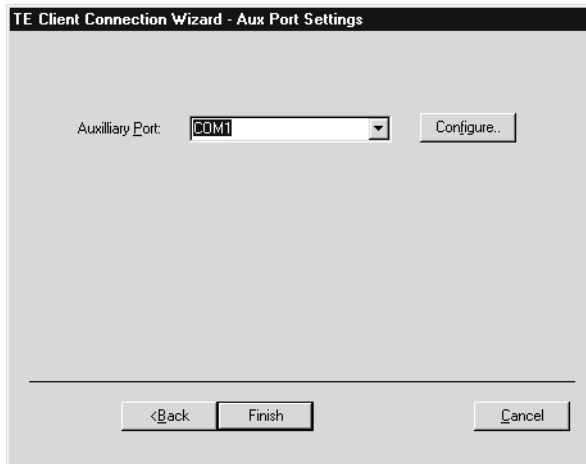 TE Client Connection Wizard - Aux Port Settings
Auxilliary Port: COM1 Configure..
<Back Finish Cancel